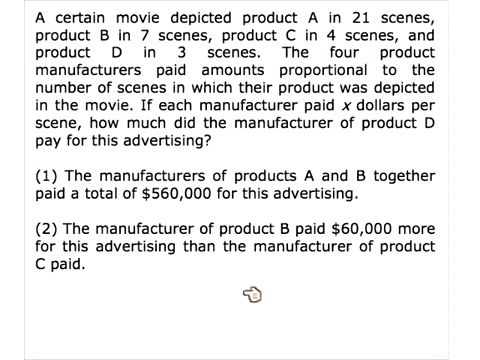 A certain movie depicted product A in 21 scenes,
product B in 7 scenes, product C in 4 scenes, and
product D in 3 scenes. The four product
manufacturers paid amounts proportional to the
number of scenes in which their product was depicted
in the movie. If each manufacturer paid x dollars per
scene, how much did the manufacturer of product D
pay for this advertising?
(1) The manufacturers of products A and B together
paid a total of $560,000 for this advertising.
(2) The manufacturer of product B paid $60,000 more
for this advertising than the manufacturer of product
C paid.